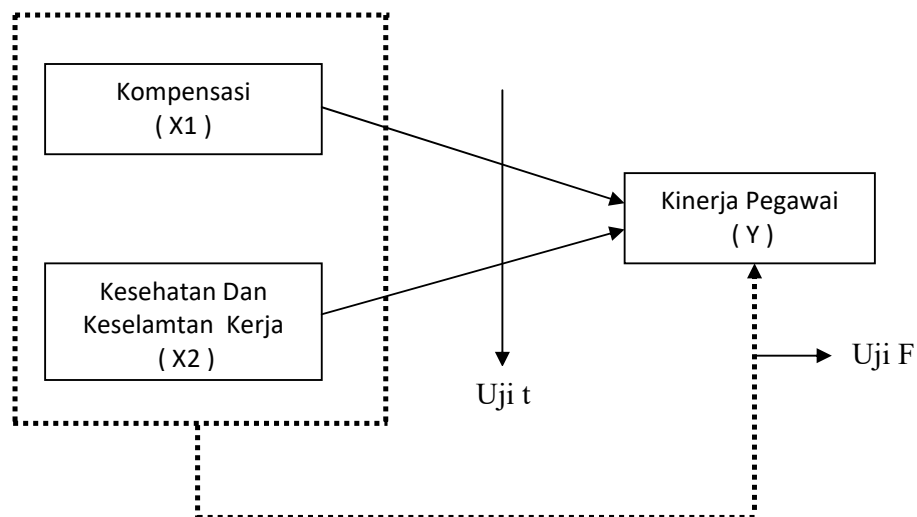 Kompensasi
( X1 )
Kinerja Pegawai
( Y )
Kesehatan Dan
Keselamtan Kerja
( X2 )
Uji t
Uji F